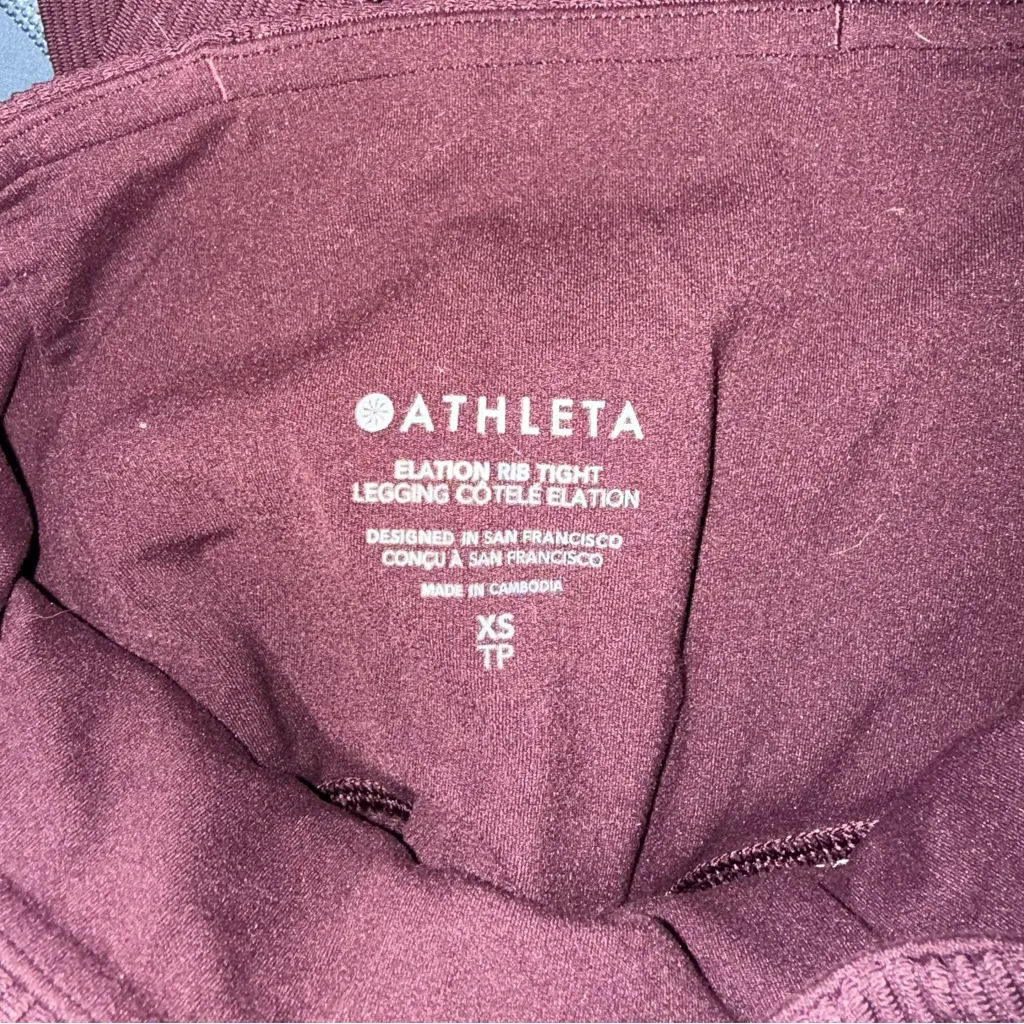 ATHLETA
ELATION RIB TIGHT
LEGGING CÔTELÉ ELATION
DESIGNED IN SAN FRANCISCO
CONÇU À SAN FRANCISCO
MADE IN CAMBODIA
XS
TP